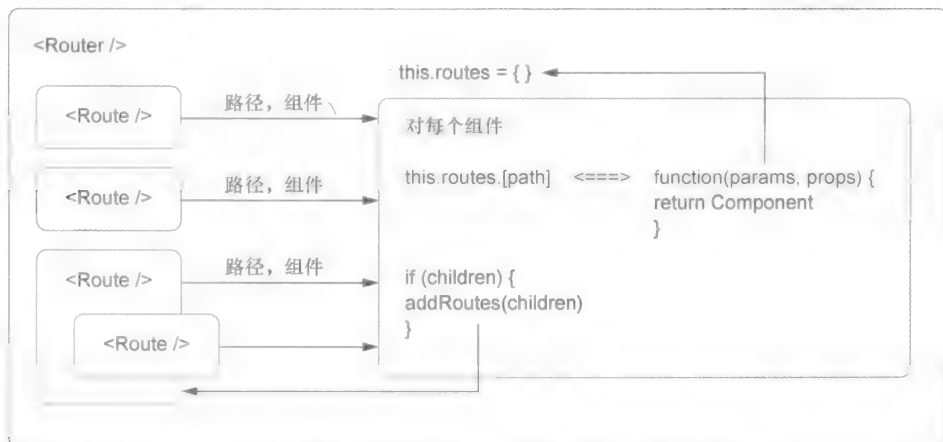 <Router />
this.routes = { }
<Route />
路径，组件
对每个组件
<Route />
路径，组件
this.routes.[path] <===> function(params, props) {
return Component
}
<Route />
路径，组件
if (children) {
addRoutes(children)
}
<Route />